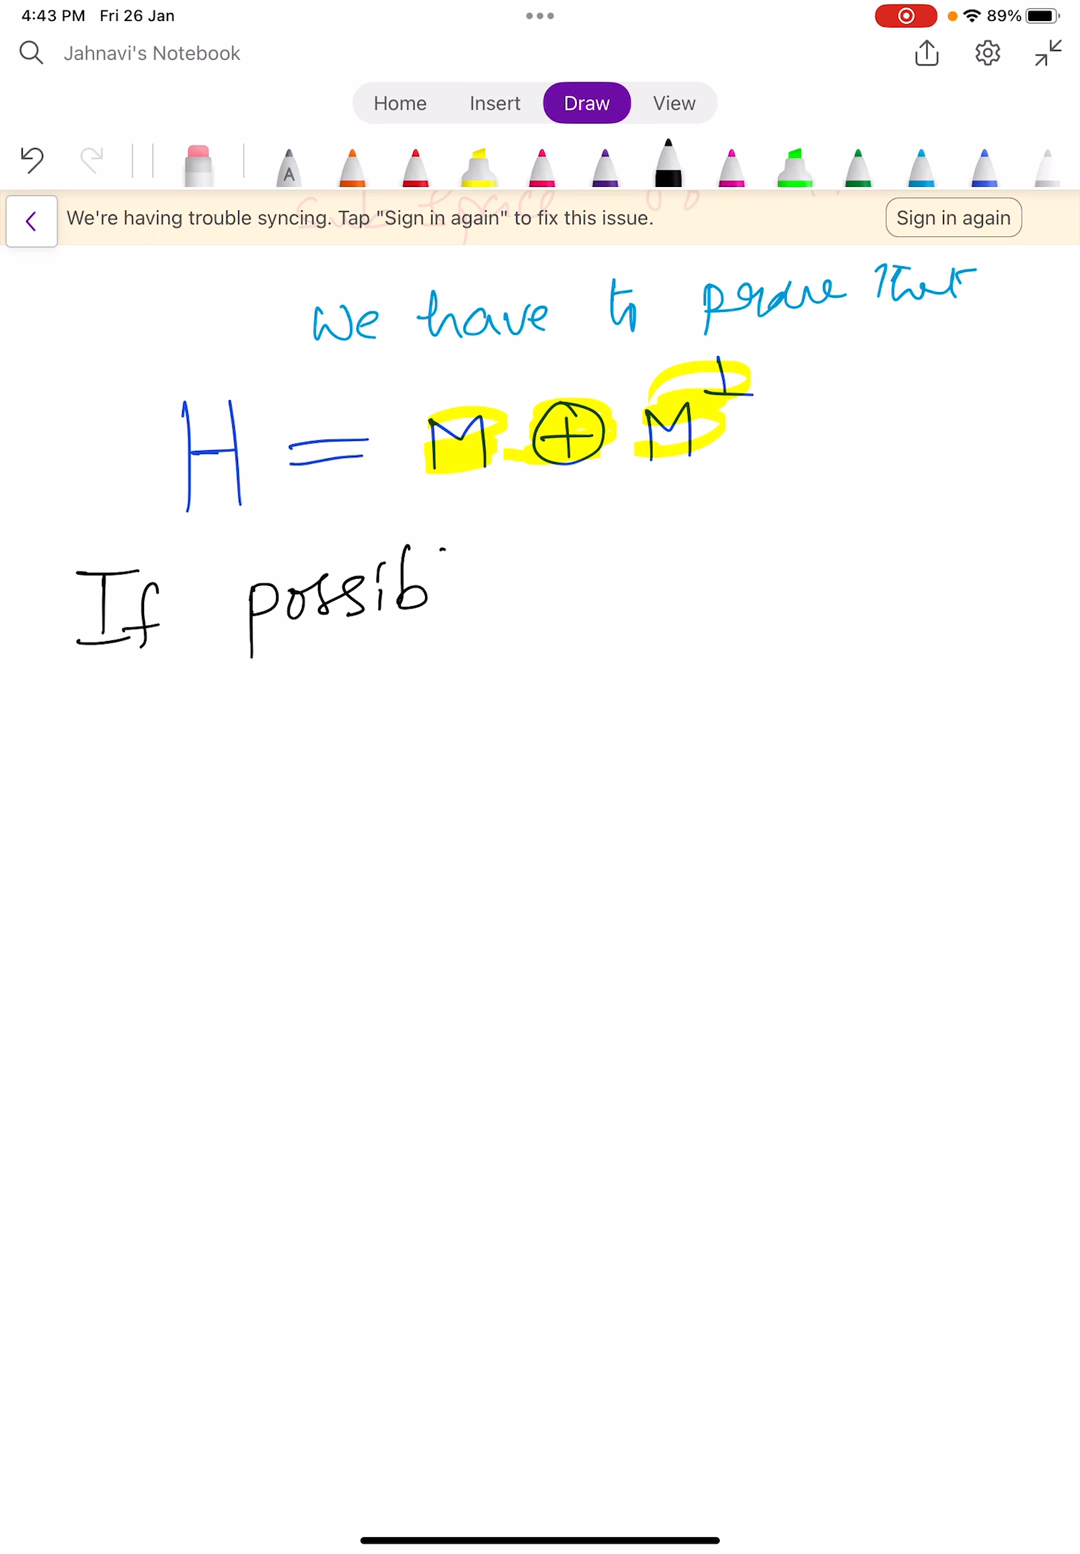 4:43 PM Fri 26 Jan
89%
Jahnavi's Notebook
Home Insert Draw View
A
We're having trouble syncing. Tap "Sign in again" to fix this issue.
Sign in again
We have to prove that
H = M ⊕ M⊥
If possib